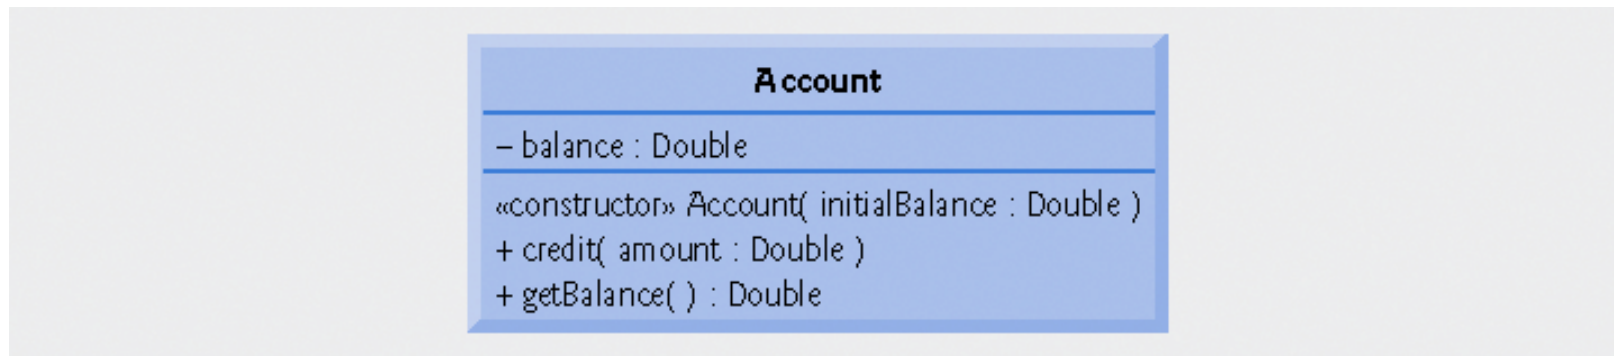 Account
– balance : Double
«constructor» Account( initialBalance : Double )
+ credit( amount : Double )
+ getBalance( ) : Double